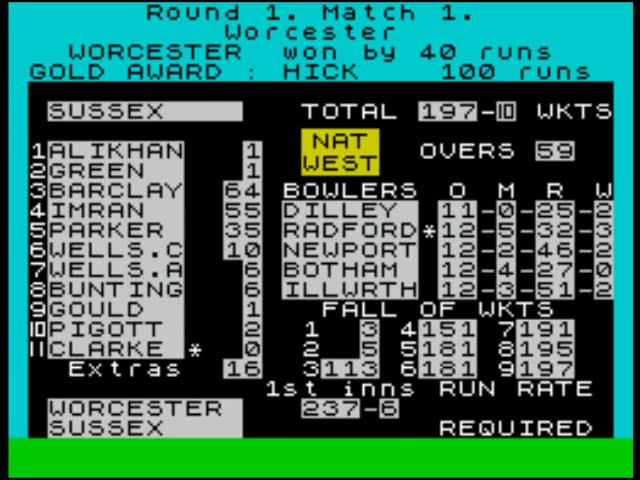 Round 1. Match 1.
Worcester
WORCESTER won by 40 runs
GOLD AWARD : HICK 100 runs
SUSSEX TOTAL 197-10 WKTS
NAT WEST OVERS 59
1 ALIKHAN 1
2 GREEN 1
3 BARCLAY 64 BOWLERS O M R W
4 IMRAN 55 DILLEY 11-0-25-2
5 PARKER 35 RADFORD *12-5-32-3
6 WELLS.C 10 NEWPORT 12-2-46-2
7 WELLS.A 6 BOTHAM 12-4-27-0
8 BUNTING 6 ILLWRTH 12-3-51-2
9 GOULD 1 FALL OF WKTS
10 PIGOTT 2 1 3 4 151 7 191
11 CLARKE * 0 2 5 5 181 8 195
Extras 16 3 113 6 181 9 197
1st inns RUN RATE
WORCESTER 237-6
SUSSEX REQUIRED